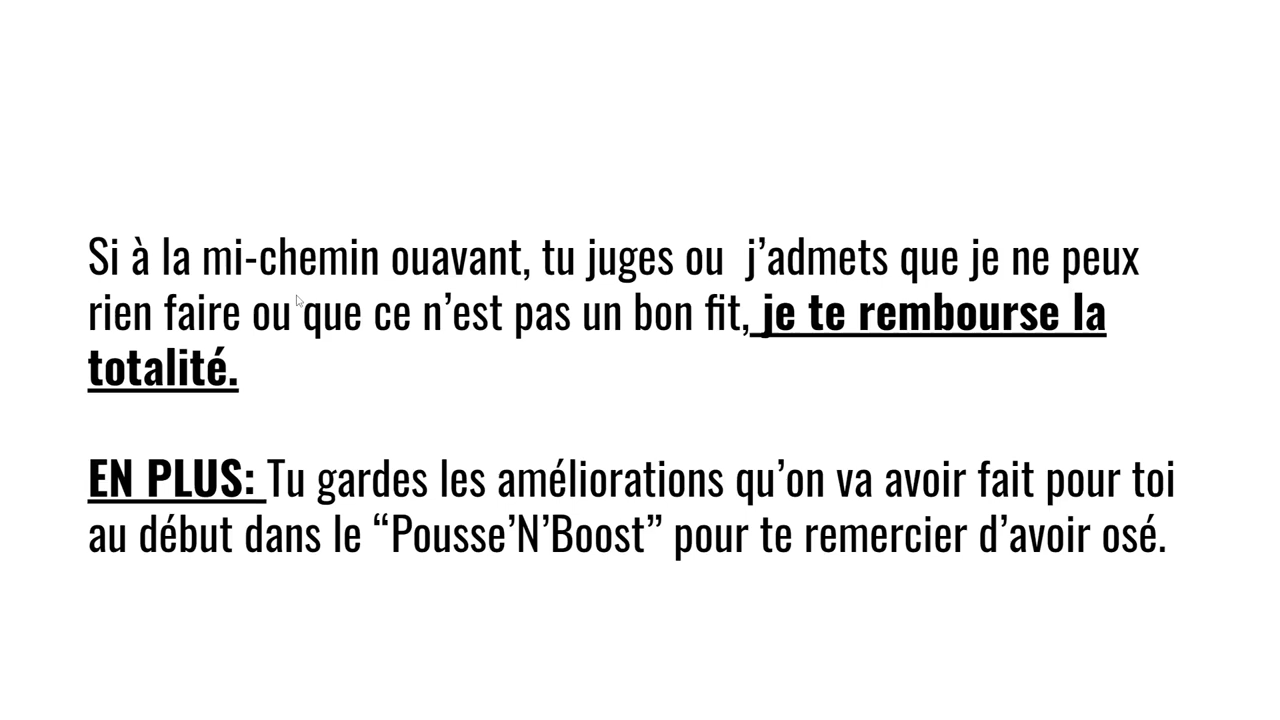 Si à la mi-chemin ouavant, tu juges ou  j’admets que je ne peux
rien faire ou que ce n’est pas un bon fit, je te rembourse la
totalité.
EN PLUS: Tu gardes les améliorations qu’on va avoir fait pour toi
au début dans le “Pousse’N’Boost” pour te remercier d’avoir osé.